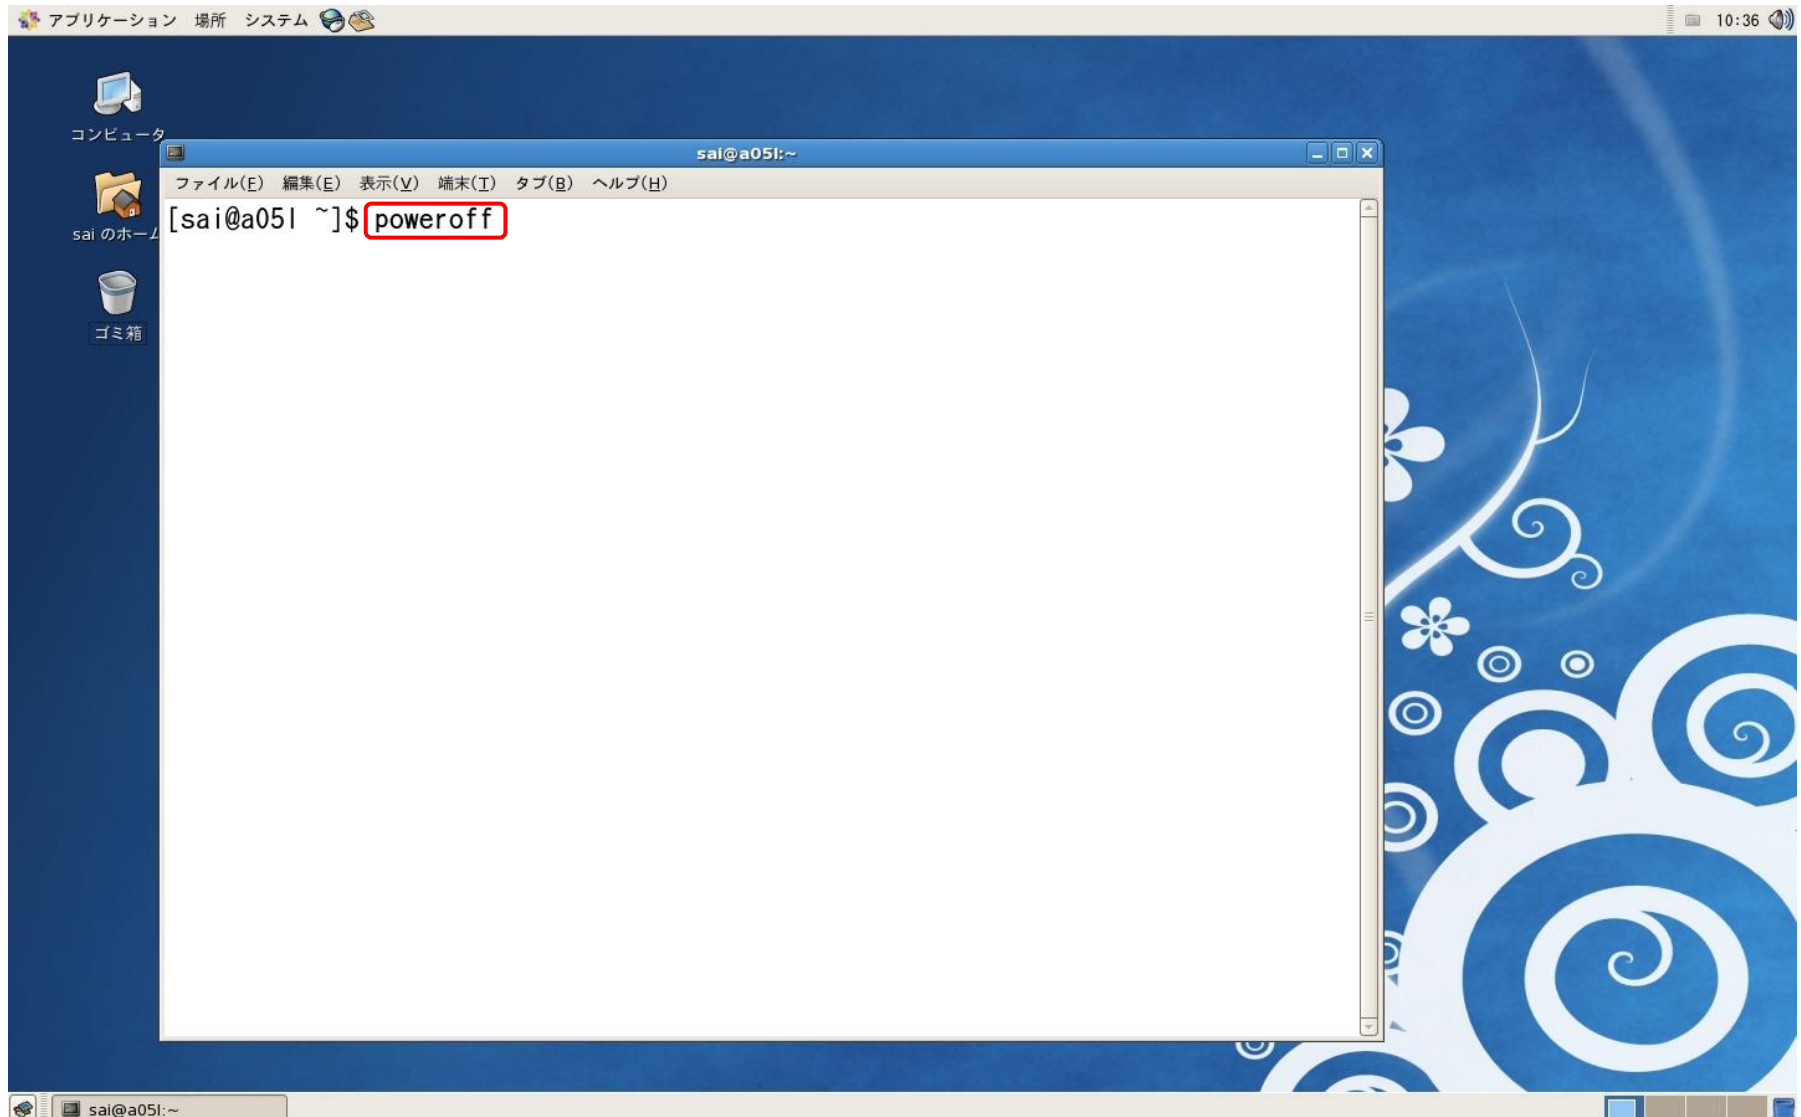 アプリケーション 場所 システム 10:36
コンピュータ
sai@a05l:~
ファイル(F) 編集(E) 表示(V) 端末(T) タブ(B) ヘルプ(H)
[sai@a05l ~]$ poweroff
sai のホーム
ゴミ箱
sai@a05l:~